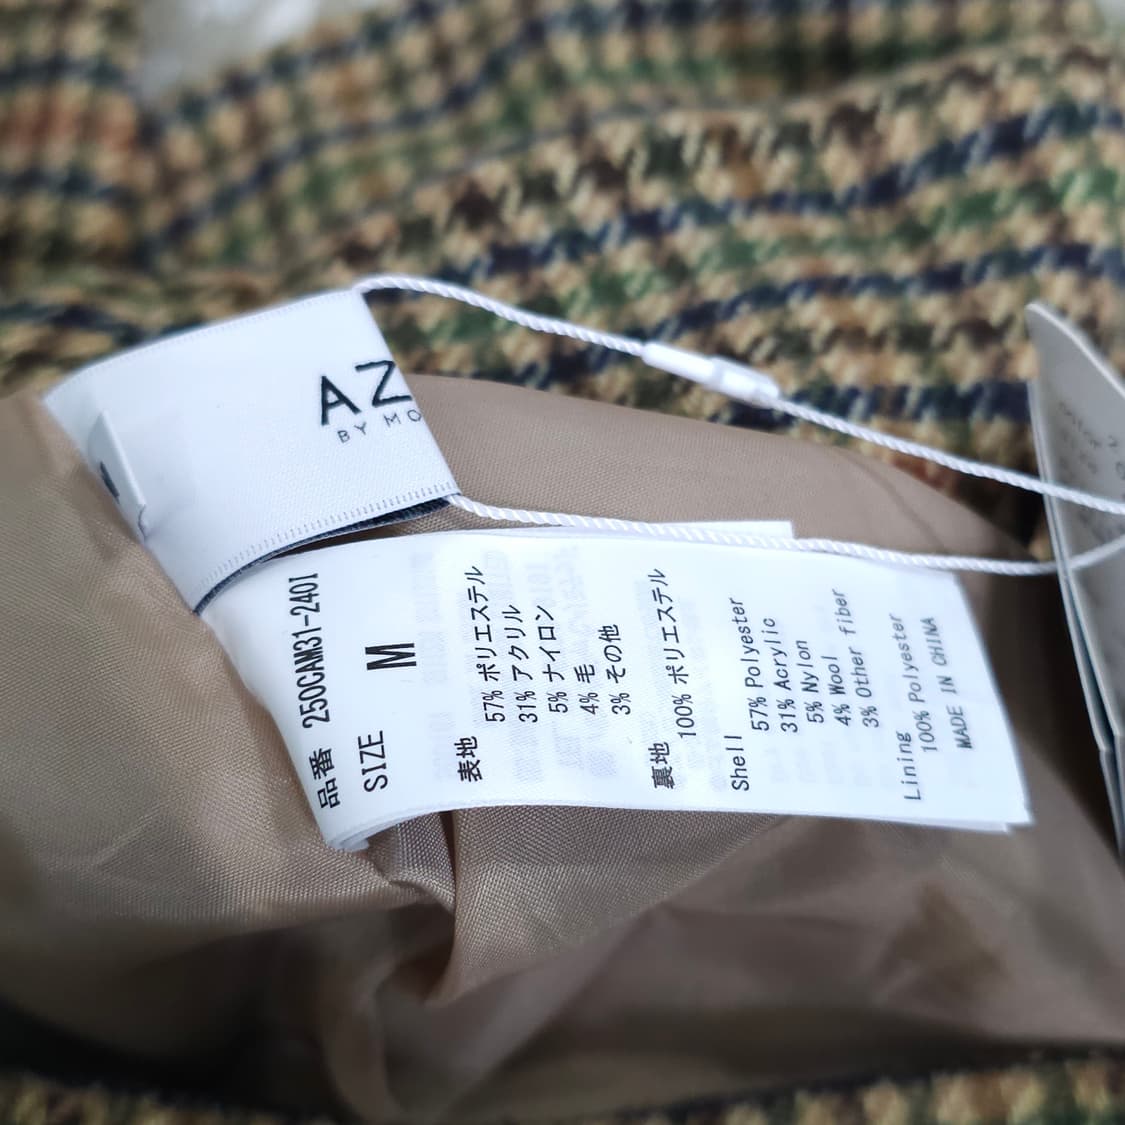 AZ
BY MO
M
品番 250CAM31-240I
SIZE M
表地
57% ポリエステル
31% アクリル
5% ナイロン
4% 毛
3% その他
裏地
100% ポリエステル
Shell
57% Polyester
31% Acrylic
5% Nylon
4% Wool
3% Other fiber
Lining
100% Polyester
MADE IN CHINA